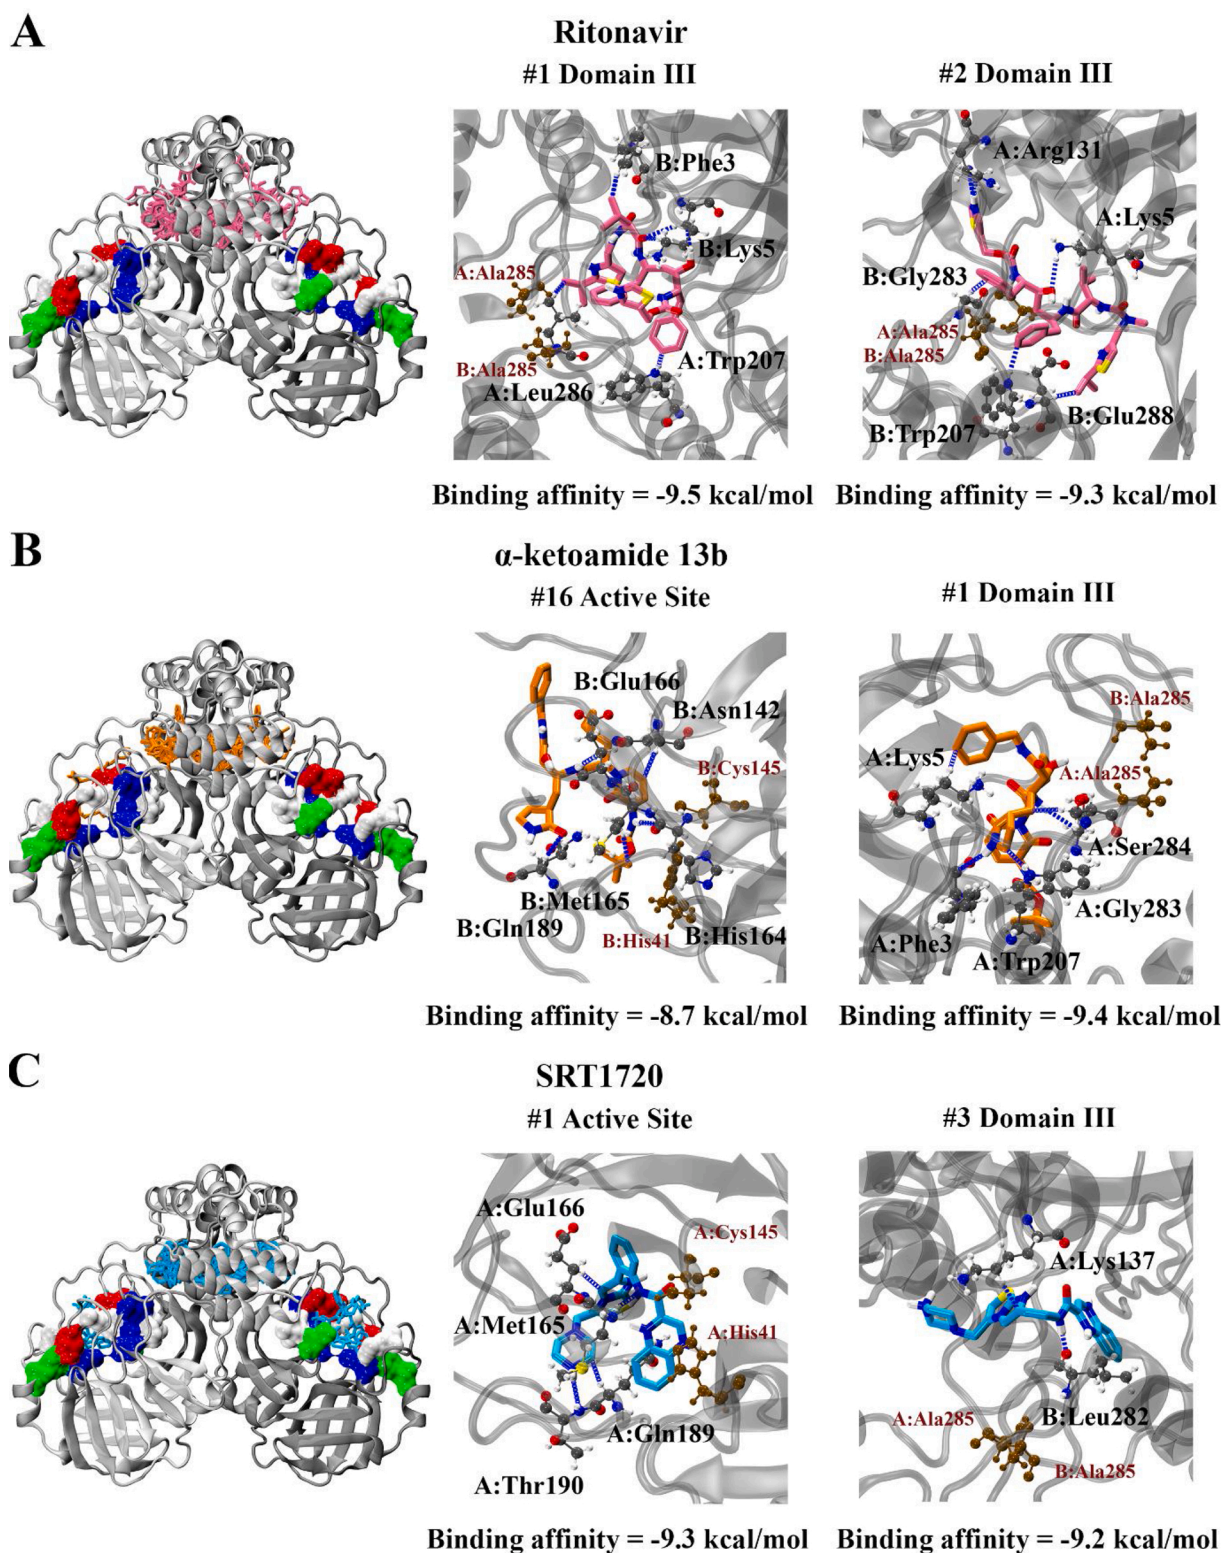 A
Ritonavir
#1 Domain III
#2 Domain III
B:Phe3
B:Lys5
A:Ala285
B:Ala285
A:Leu286
A:Trp207
A:Arg131
A:Lys5
B:Gly283
A:Ala285
B:Ala285
B:Trp207
B:Glu288
Binding affinity = -9.5 kcal/mol
Binding affinity = -9.3 kcal/mol
B
α-ketoamide 13b
#16 Active Site
#1 Domain III
B:Glu166
B:Asn142
B:Cys145
B:Met165
B:Gln189
B:His41
B:His164
B:Ala285
A:Lys5
A:Ala285
A:Ser284
A:Gly283
A:Phe3
A:Trp207
Binding affinity = -8.7 kcal/mol
Binding affinity = -9.4 kcal/mol
C
SRT1720
#1 Active Site
#3 Domain III
A:Glu166
A:Cys145
A:Met165
A:His41
A:Gln189
A:Thr190
A:Lys137
A:Ala285
B:Leu282
B:Ala285
Binding affinity = -9.3 kcal/mol
Binding affinity = -9.2 kcal/mol